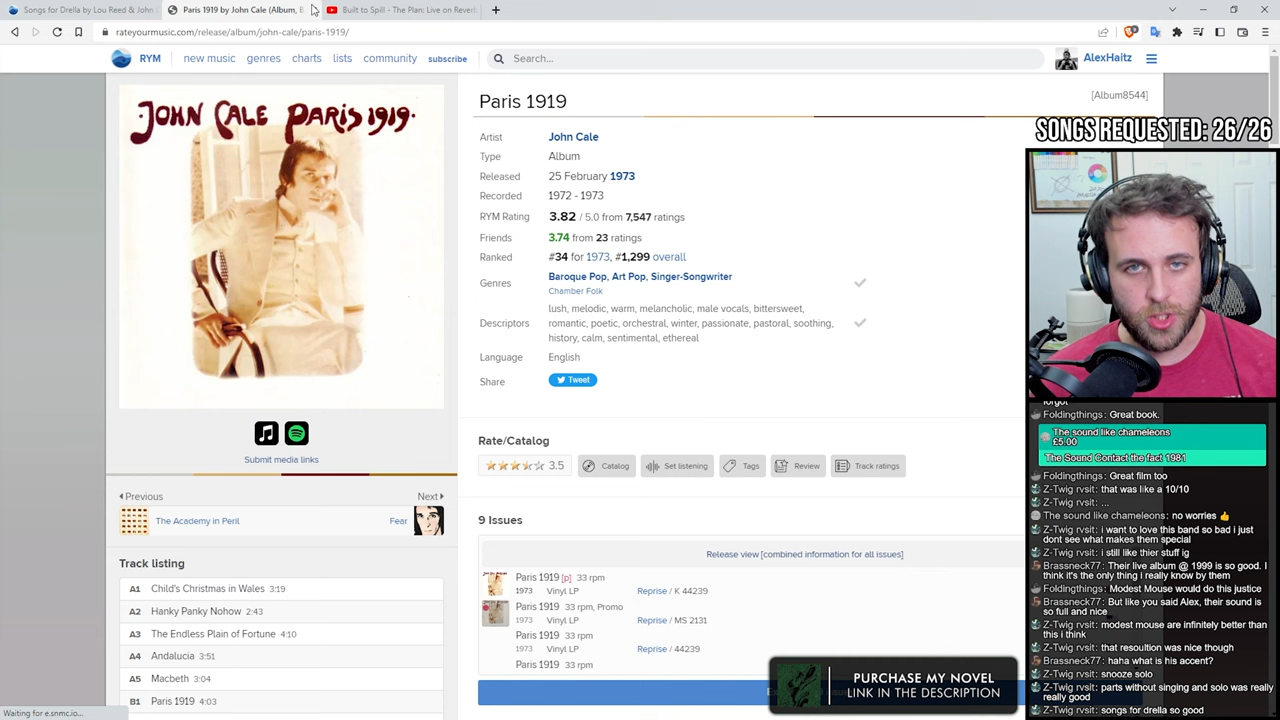 Songs for Drella by Lou Reed & John
Paris 1919 by John Cale (Album, B
Built to Spill - The Plan: Live on Reverb
rateyourmusic.com/release/album/john-cale/paris-1919/
RYM new music genres charts lists community subscribe Search... AlexHaitz
JOHN CALE PARIS 1919.
Paris 1919 [Album8544]
SONGS REQUESTED: 26/26
Artist John Cale
Type Album
Released 25 February 1973
Recorded 1972 - 1973
RYM Rating 3.82 / 5.0 from 7,547 ratings
Friends 3.74 from 23 ratings
Ranked #34 for 1973, #1,299 overall
Genres Baroque Pop, Art Pop, Singer-Songwriter
Chamber Folk
Descriptors lush, melodic, warm, melancholic, male vocals, bittersweet,
romantic, poetic, orchestral, winter, passionate, pastoral, soothing,
history, calm, sentimental, ethereal
Language English
Share Tweet
Submit media links
Rate/Catalog
3.5 Catalog Set listening Tags Review Track ratings
Previous Next
The Academy in Peril Fear
Track listing
A1 Child's Christmas in Wales 3:19
A2 Hanky Panky Nohow 2:43
A3 The Endless Plain of Fortune 4:10
A4 Andalucia 3:51
A5 Macbeth 3:04
B1 Paris 1919 4:03
9 Issues
Release view [combined information for all issues]
Paris 1919 [p] 33 rpm
1973 Vinyl LP Reprise / K 44239
Paris 1919 33 rpm, Promo
1973 Vinyl LP Reprise / MS 2131
Paris 1919 33 rpm
1973 Vinyl LP Reprise / 44239
Paris 1919 33 rpm
PURCHASE MY NOVEL
LINK IN THE DESCRIPTION
forgot
Foldingthings: Great book.
The sound like chameleons
£5.00
The Sound Contact the fact 1981
Foldingthings: Great film too
Z-Twig rvsit: that was like a 10/10
Z-Twig rvsit: ...
The sound like chameleons: no worries 👍
Z-Twig rvsit: i want to love this band so bad i just
dont see what makes them special
Z-Twig rvsit: i still like thier stuff ig
Brassneck77: Their live album @ 1999 is so good. I
think it's the only thing i really know by them
Foldingthings: Modest Mouse would do this justice
Brassneck77: But like you said Alex, their sound is
so full and nice
Z-Twig rvsit: modest mouse are infinitely better than
this i think
Z-Twig rvsit: that resoultion was nice though
Brassneck77: haha what is his accent?
Z-Twig rvsit: snooze solo
Z-Twig rvsit: parts without singing and solo was really
really good
Z-Twig rvsit: songs for drella so good
Waiting for e.snmc.io...